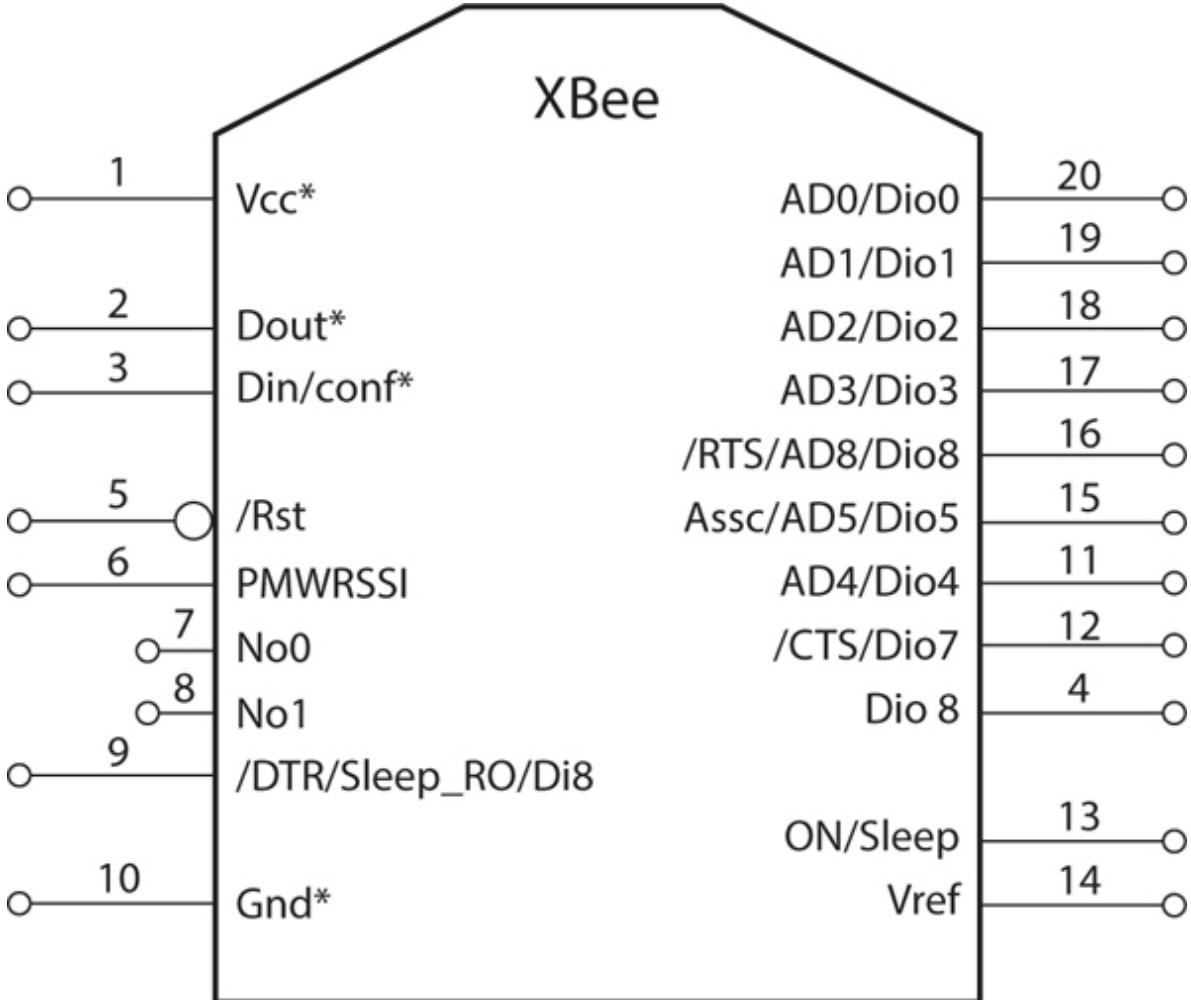 XBee
1 Vcc*
2 Dout*
3 Din/conf*
5 /Rst
6 PMWRSSI
7 No0
8 No1
9 /DTR/Sleep_RO/Di8
10 Gnd*
AD0/Dio0 20
AD1/Dio1 19
AD2/Dio2 18
AD3/Dio3 17
/RTS/AD8/Dio8 16
Assc/AD5/Dio5 15
AD4/Dio4 11
/CTS/Dio7 12
Dio 8 4
ON/Sleep 13
Vref 14